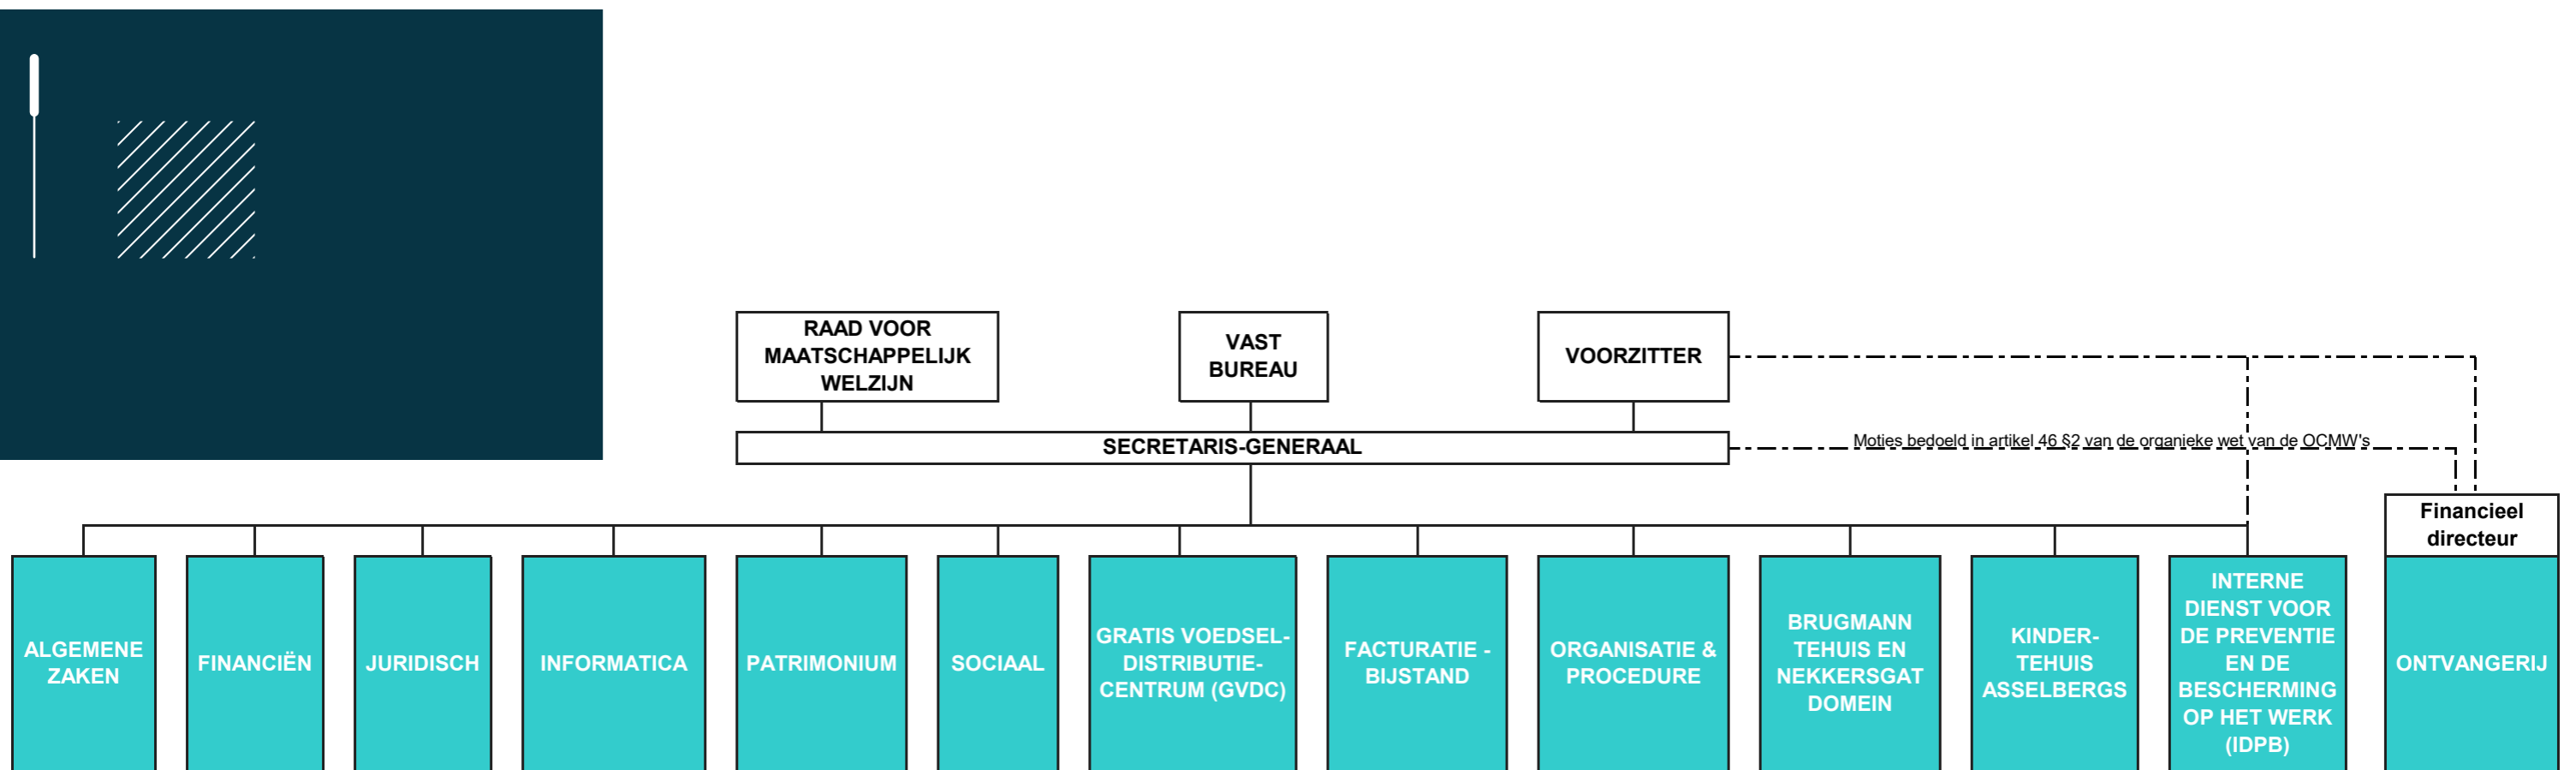 RAAD VOOR
MAATSCHAPPELIJK
WELZIJN
VAST
BUREAU
VOORZITTER
SECRETARIS-GENERAAL
Moties bedoeld in artikel 46 §2 van de organieke wet van de OCMW's
Financieel
directeur
ALGEMENE
ZAKEN
FINANCIËN
JURIDISCH
INFORMATICA
PATRIMONIUM
SOCIAAL
GRATIS VOEDSEL-
DISTRIBUTIE-
CENTRUM (GVDC)
FACTURATIE -
BIJSTAND
ORGANISATIE &
PROCEDURE
BRUGMANN
TEHUIS EN
NEKKERSGAT
DOMEIN
KINDER-
TEHUIS
ASSELBERGS
INTERNE
DIENST VOOR
DE PREVENTIE
EN DE
BESCHERMING
OP HET WERK
(IDPB)
ONTVANGERIJ